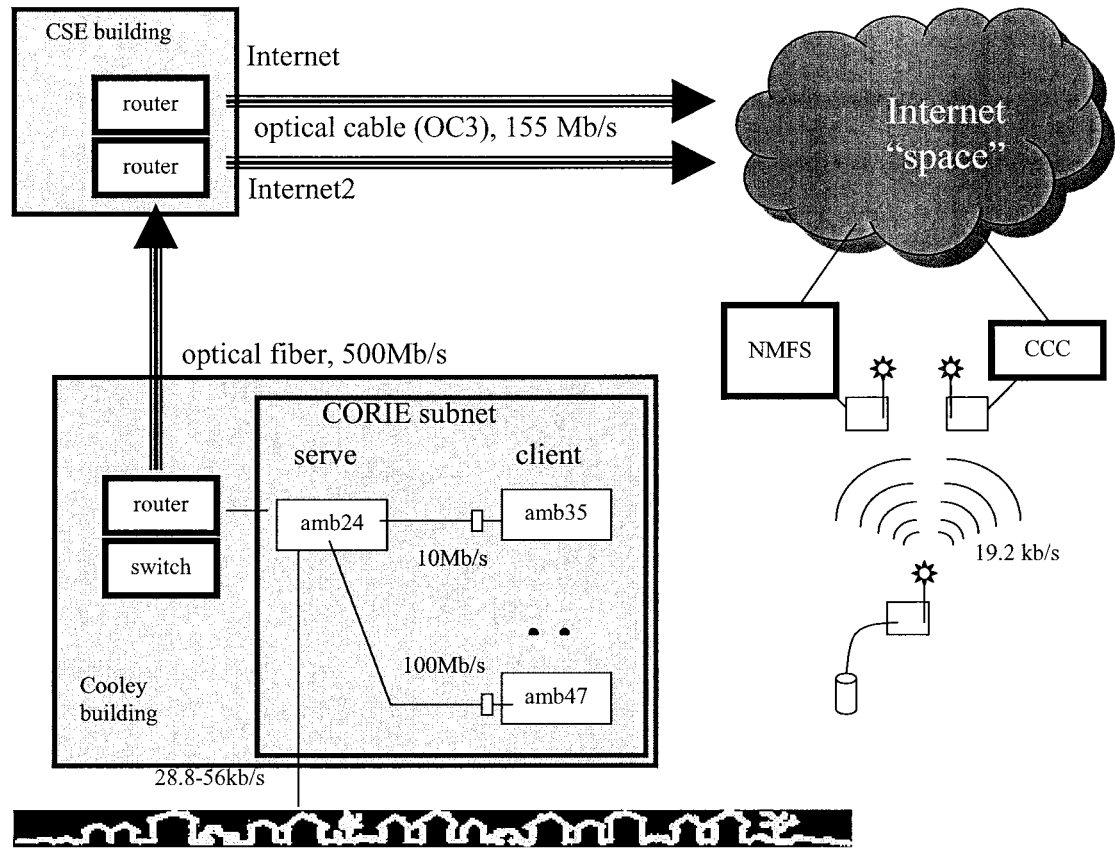 CSE building
router
router
Internet
optical cable (OC3), 155 Mb/s
Internet2
Internet
“space”
NMFS
CCC
19.2 kb/s
optical fiber, 500Mb/s
CORIE subnet
serve
client
router
switch
amb24
amb35
10Mb/s
100Mb/s
amb47
Cooley
building
28.8-56kb/s